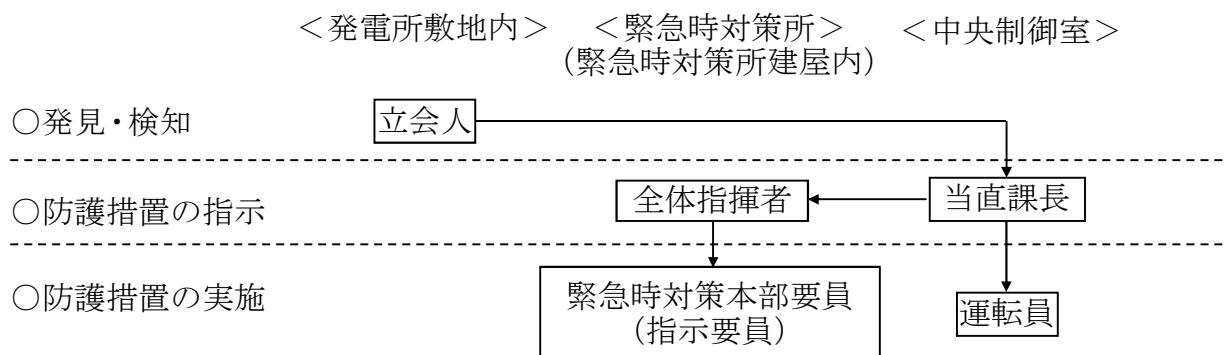 ＜発電所敷地内＞ ＜緊急時対策所＞ ＜中央制御室＞
（緊急時対策所建屋内）
○発見・検知 立会人
○防護措置の指示 全体指揮者 当直課長
○防護措置の実施 緊急時対策本部要員 運転員
（指示要員）